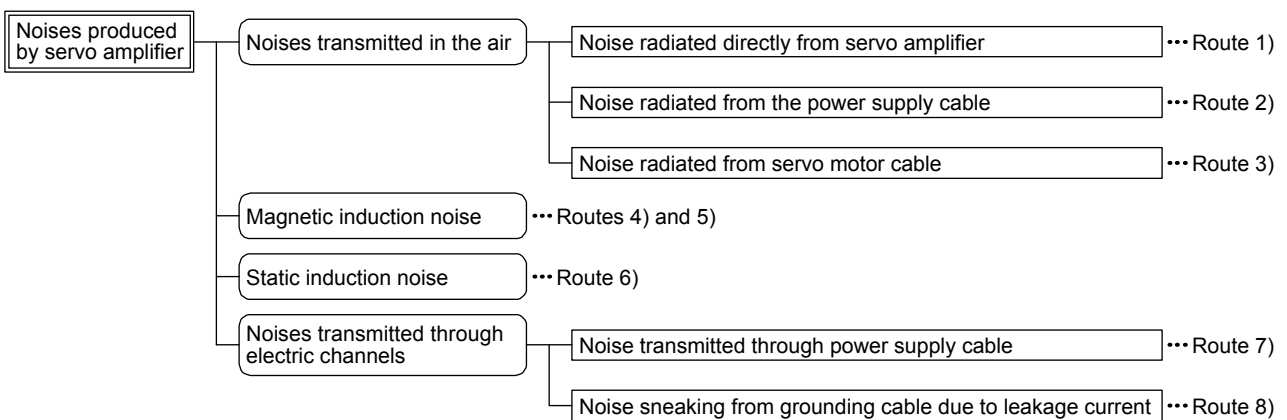 Noises produced
by servo amplifier
Noises transmitted in the air
Noise radiated directly from servo amplifier
••• Route 1)
Noise radiated from the power supply cable
••• Route 2)
Noise radiated from servo motor cable
••• Route 3)
Magnetic induction noise
••• Routes 4) and 5)
Static induction noise
••• Route 6)
Noises transmitted through
electric channels
Noise transmitted through power supply cable
••• Route 7)
Noise sneaking from grounding cable due to leakage current
••• Route 8)